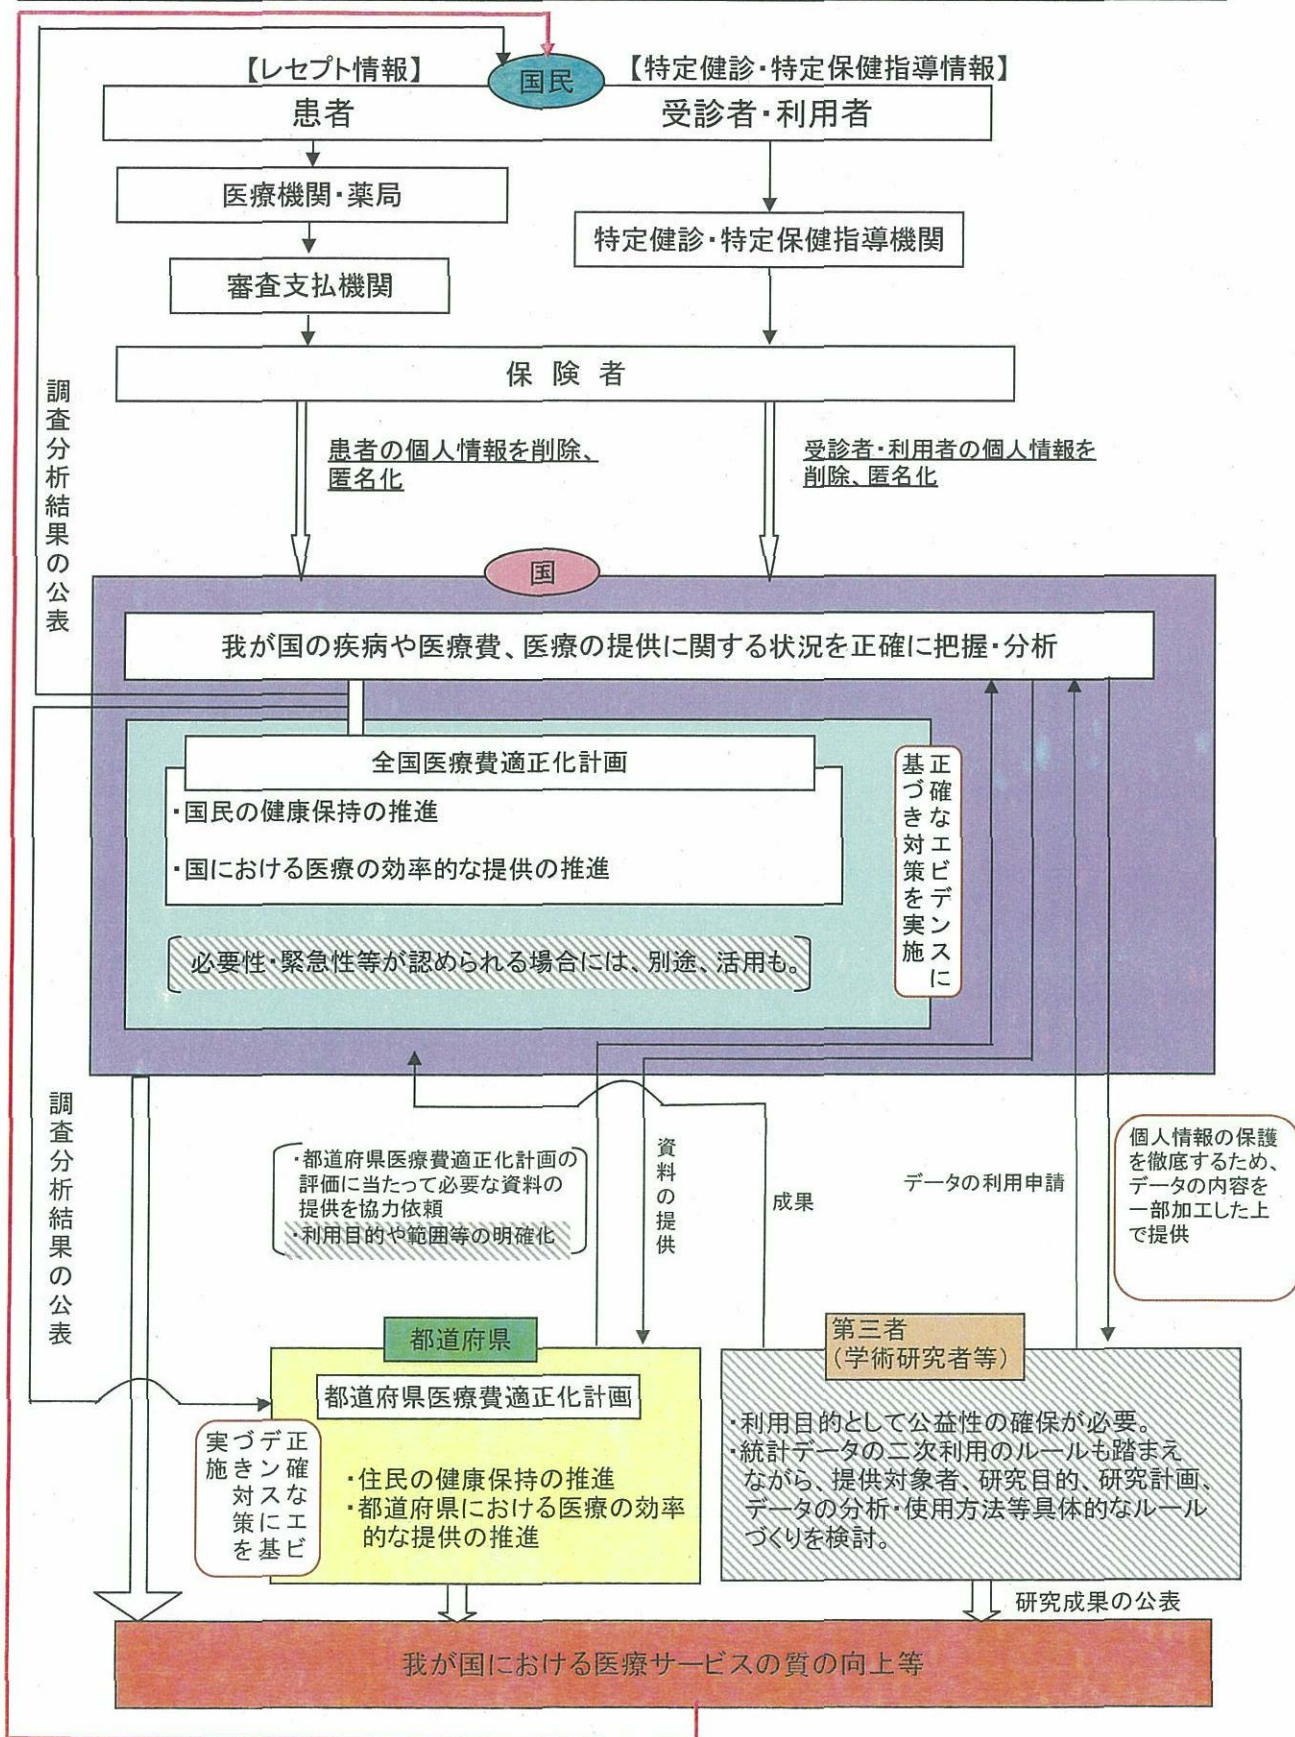 国民
【レセプト情報】
【特定健診・特定保健指導情報】
患者
受診者・利用者
医療機関・薬局
特定健診・特定保健指導機関
審査支払機関
保 険 者
患者の個人情報を削除、
匿名化
受診者・利用者の個人情報を
削除、匿名化
調査分析結果の公表
国
我が国の疾病や医療費、医療の提供に関する状況を正確に把握・分析
全国医療費適正化計画
・国民の健康保持の推進
・国における医療の効率的な提供の推進
必要性・緊急性等が認められる場合には、別途、活用も。
正確なエビデンスに
基づき対策を実施
調査分析結果の公表
・都道府県医療費適正化計画の
評価に当たって必要な資料の
提供を協力依頼
・利用目的や範囲等の明確化
資料の提供
成果
データの利用申請
個人情報の保護
を徹底するため、
データの内容を
一部加工した上
で提供
都道府県
都道府県医療費適正化計画
正確なエビ
デンスに基
づき対策を
実施
・住民の健康保持の推進
・都道府県における医療の効率
的な提供の推進
第三者
(学術研究者等)
・利用目的として公益性の確保が必要。
・統計データの二次利用のルールも踏まえ
ながら、提供対象者、研究目的、研究計画、
データの分析・使用方法等具体的なルール
づくりを検討。
研究成果の公表
我が国における医療サービスの質の向上等